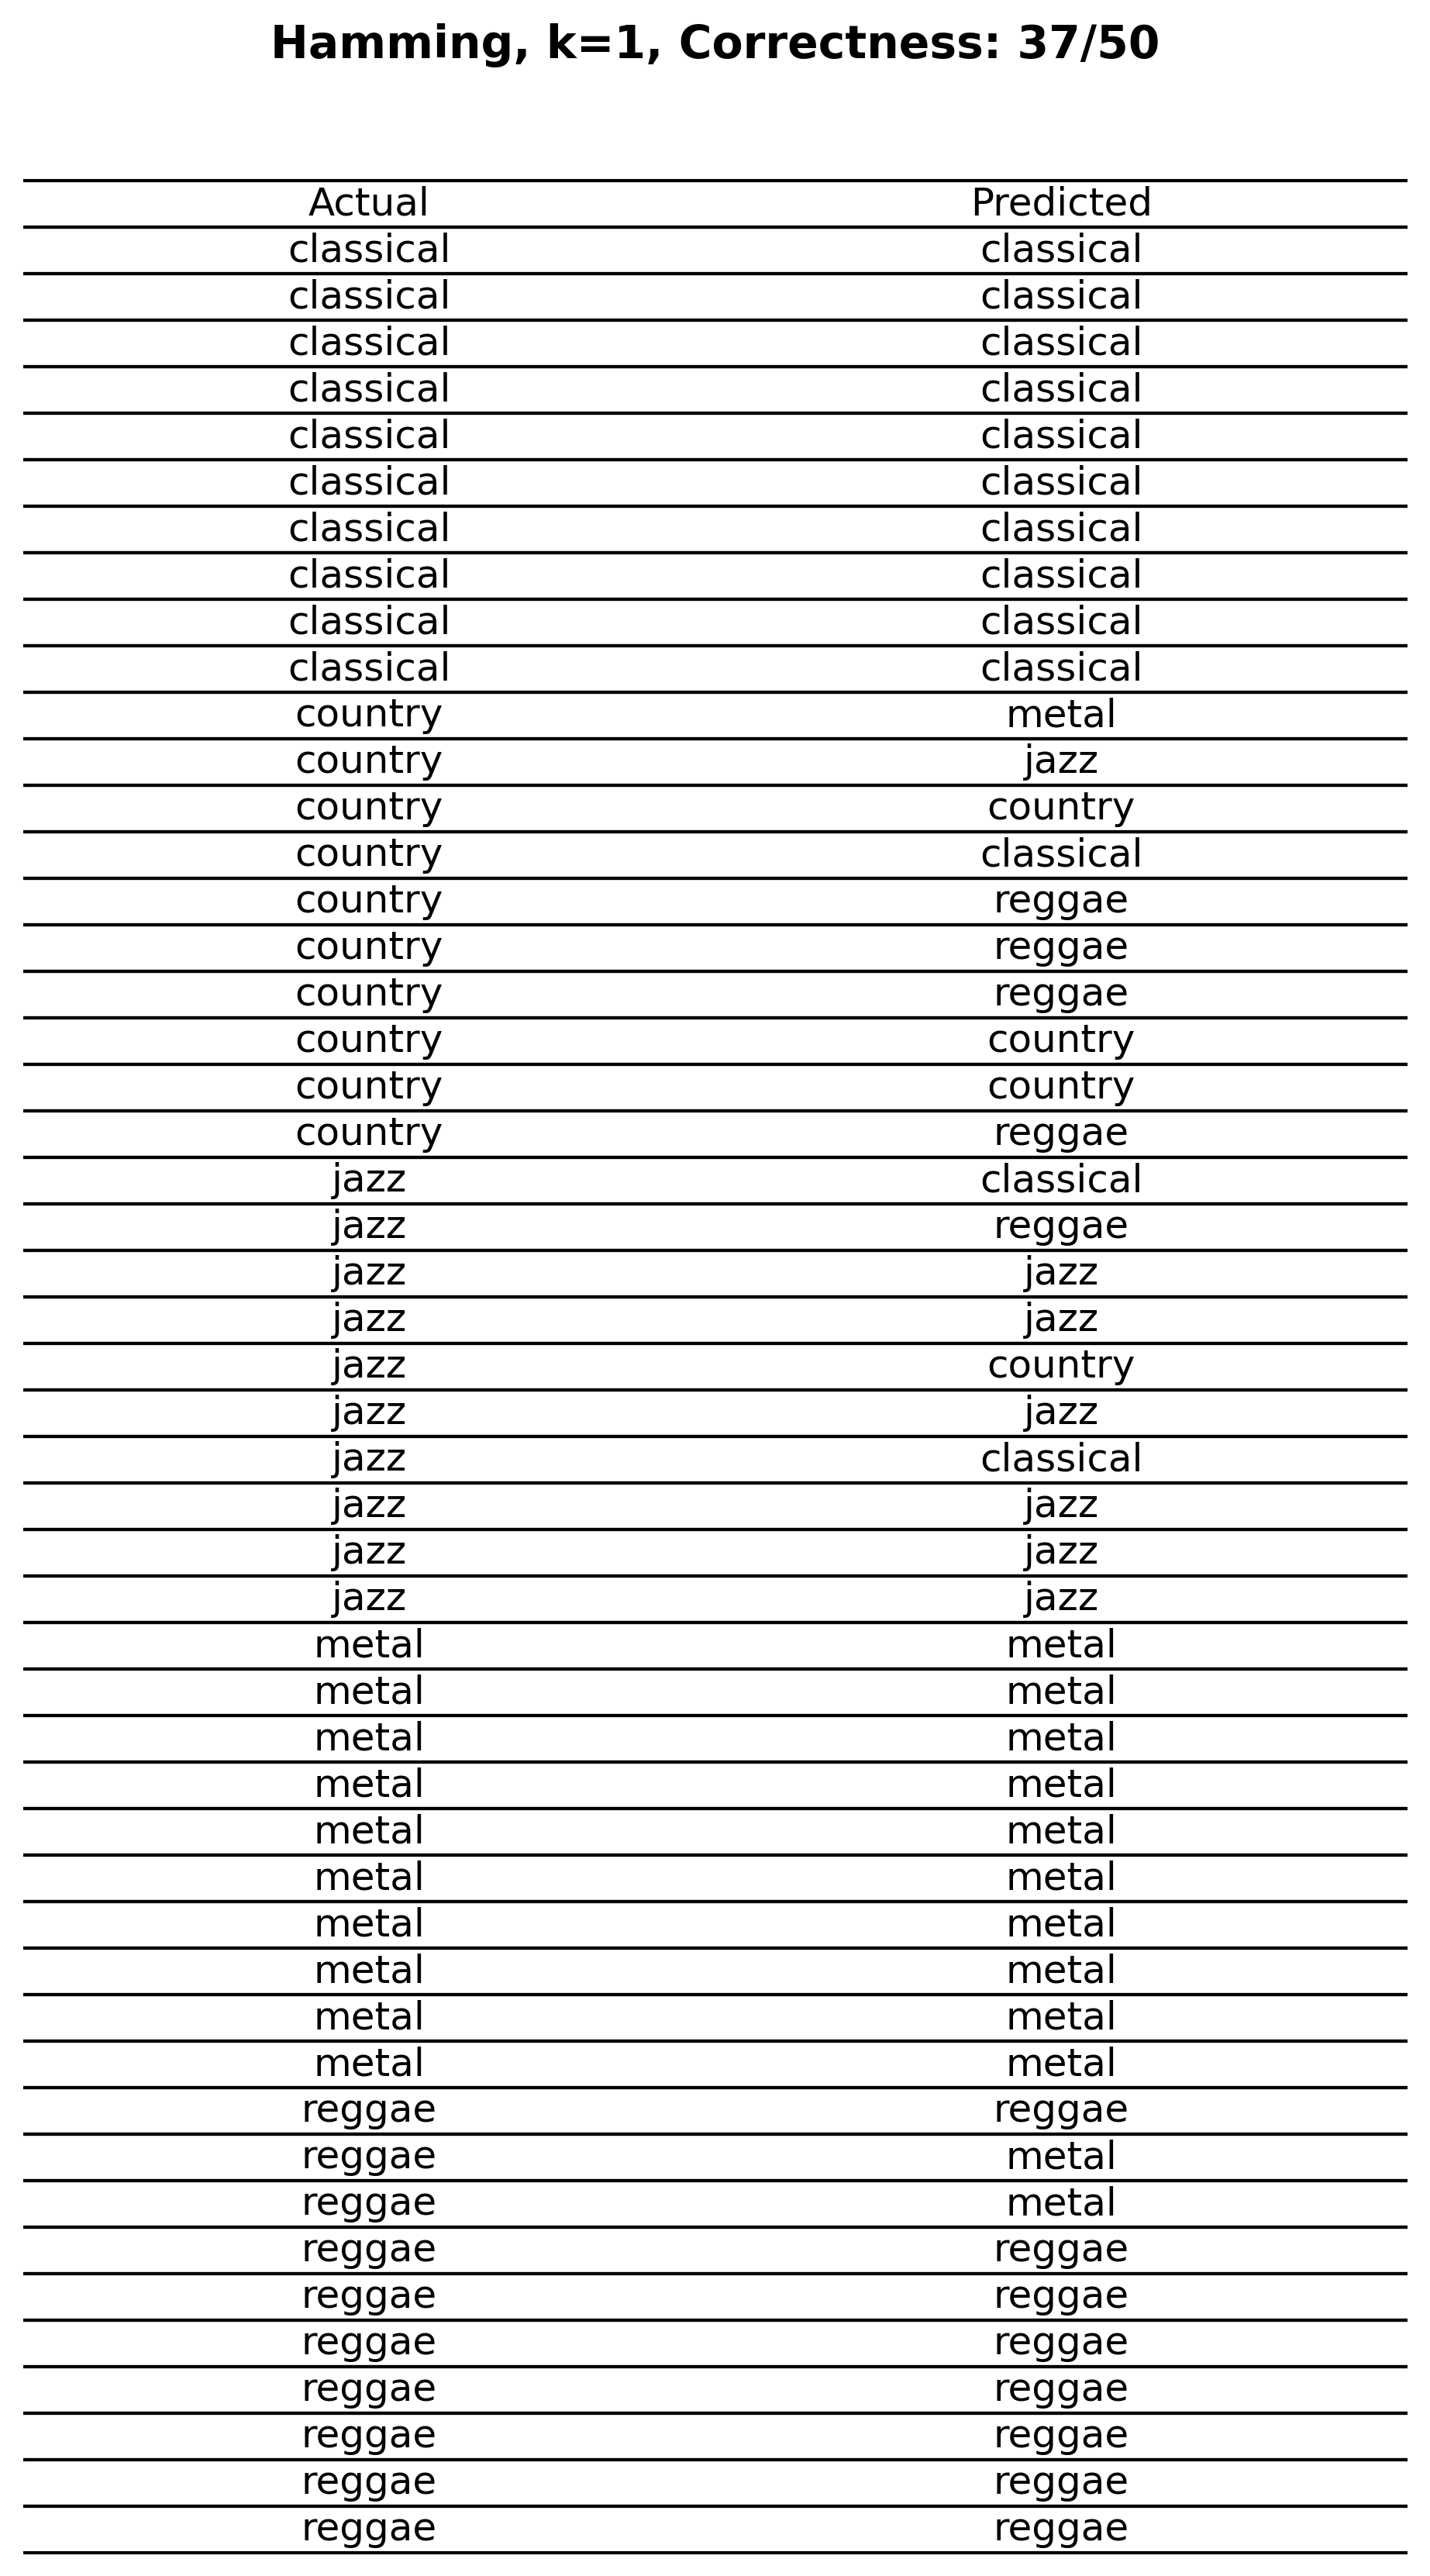 Hamming, k=1, Correctness: 37/50
Actual Predicted
classical classical
classical classical
classical classical
classical classical
classical classical
classical classical
classical classical
classical classical
classical classical
classical classical
country metal
country jazz
country country
country classical
country reggae
country reggae
country reggae
country country
country country
country reggae
jazz classical
jazz reggae
jazz jazz
jazz jazz
jazz country
jazz jazz
jazz classical
jazz jazz
jazz jazz
jazz jazz
metal metal
metal metal
metal metal
metal metal
metal metal
metal metal
metal metal
metal metal
metal metal
metal metal
reggae reggae
reggae metal
reggae metal
reggae reggae
reggae reggae
reggae reggae
reggae reggae
reggae reggae
reggae reggae
reggae reggae